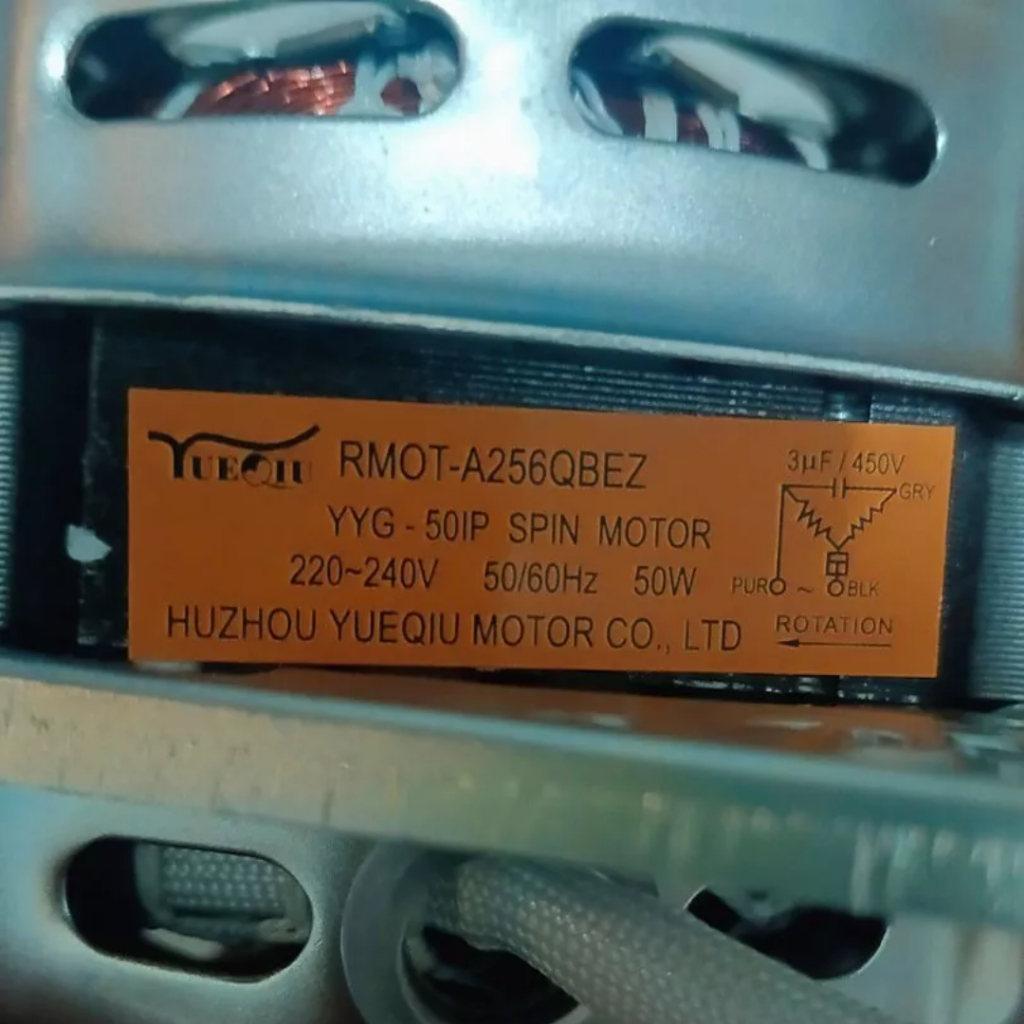 YUEQIU RMOT-A256QBEZ
YYG - 50IP SPIN MOTOR
220~240V 50/60Hz 50W
HUZHOU YUEQIU MOTOR CO., LTD
3µF / 450V
GRY
PUR ~ BLK
ROTATION